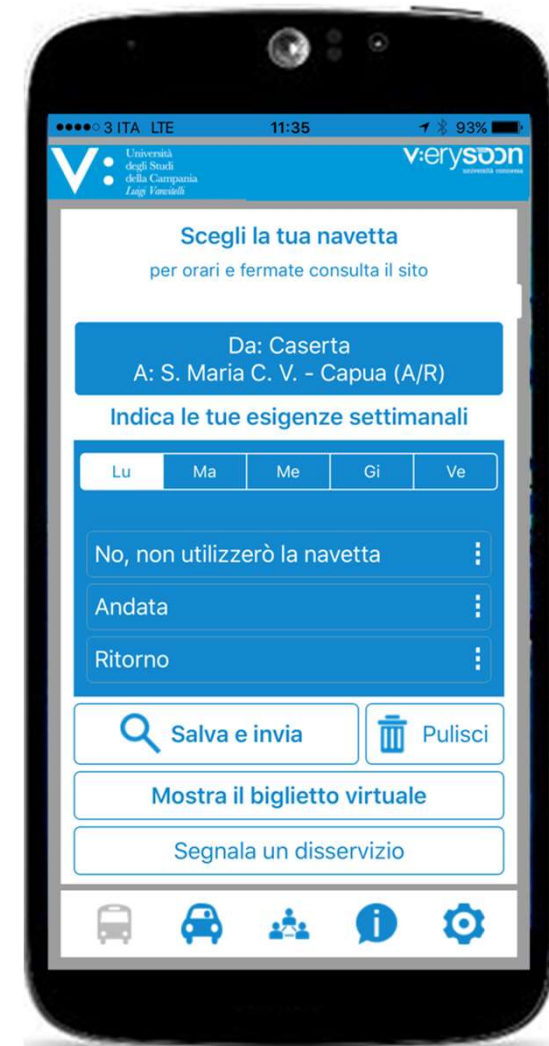 3 ITA LTE 11:35 93%
Università
degli Studi
della Campania
Luigi Vanvitelli
V:
v:erysoon
università connessa
Scegli la tua navetta
per orari e fermate consulta il sito
Da: Caserta
A: S. Maria C. V. - Capua (A/R)
Indica le tue esigenze settimanali
Lu Ma Me Gi Ve
No, non utilizzerò la navetta
Andata
Ritorno
Salva e invia Pulisci
Mostra il biglietto virtuale
Segnala un disservizio